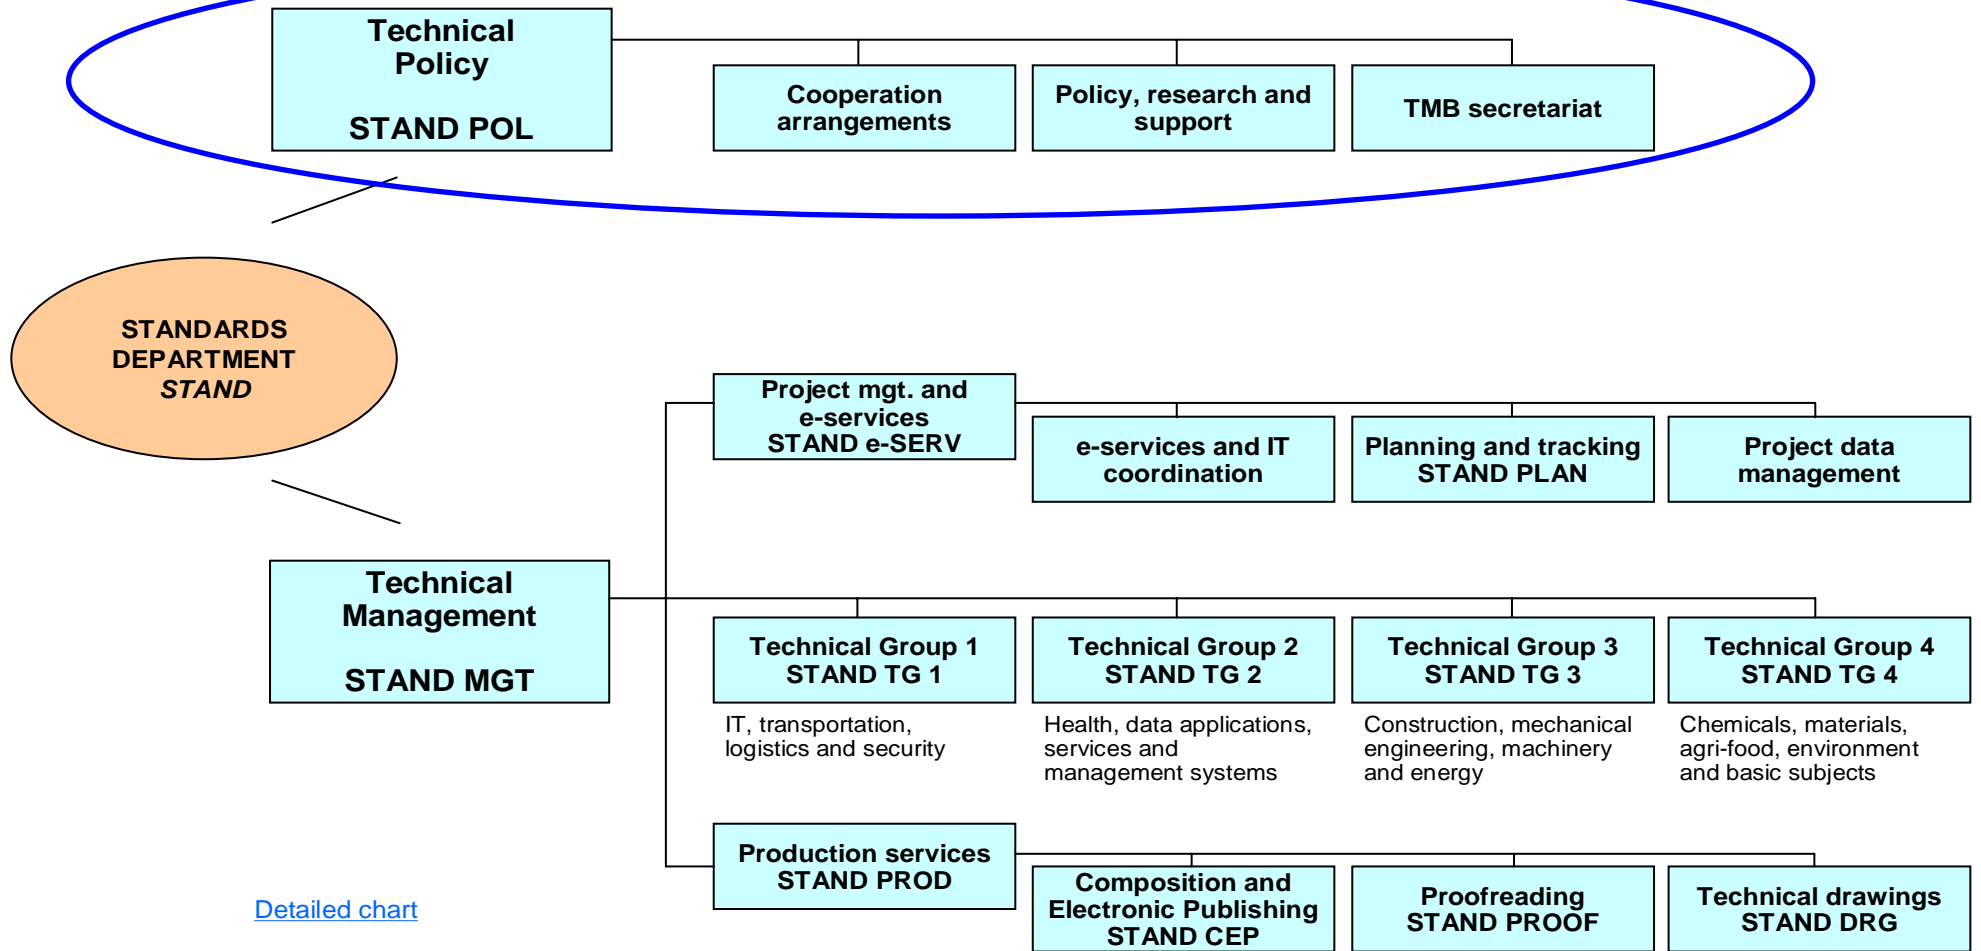 Technical
Policy
STAND POL
Cooperation
arrangements
Policy, research and
support
TMB secretariat
STANDARDS
DEPARTMENT
STAND
Project mgt. and
e-services
STAND e-SERV
e-services and IT
coordination
Planning and tracking
STAND PLAN
Project data
management
Technical
Management
STAND MGT
Technical Group 1
STAND TG 1
IT, transportation,
logistics and security
Technical Group 2
STAND TG 2
Health, data applications,
services and
management systems
Technical Group 3
STAND TG 3
Construction, mechanical
engineering, machinery
and energy
Technical Group 4
STAND TG 4
Chemicals, materials,
agri-food, environment
and basic subjects
Production services
STAND PROD
Composition and
Electronic Publishing
STAND CEP
Proofreading
STAND PROOF
Technical drawings
STAND DRG
Detailed chart